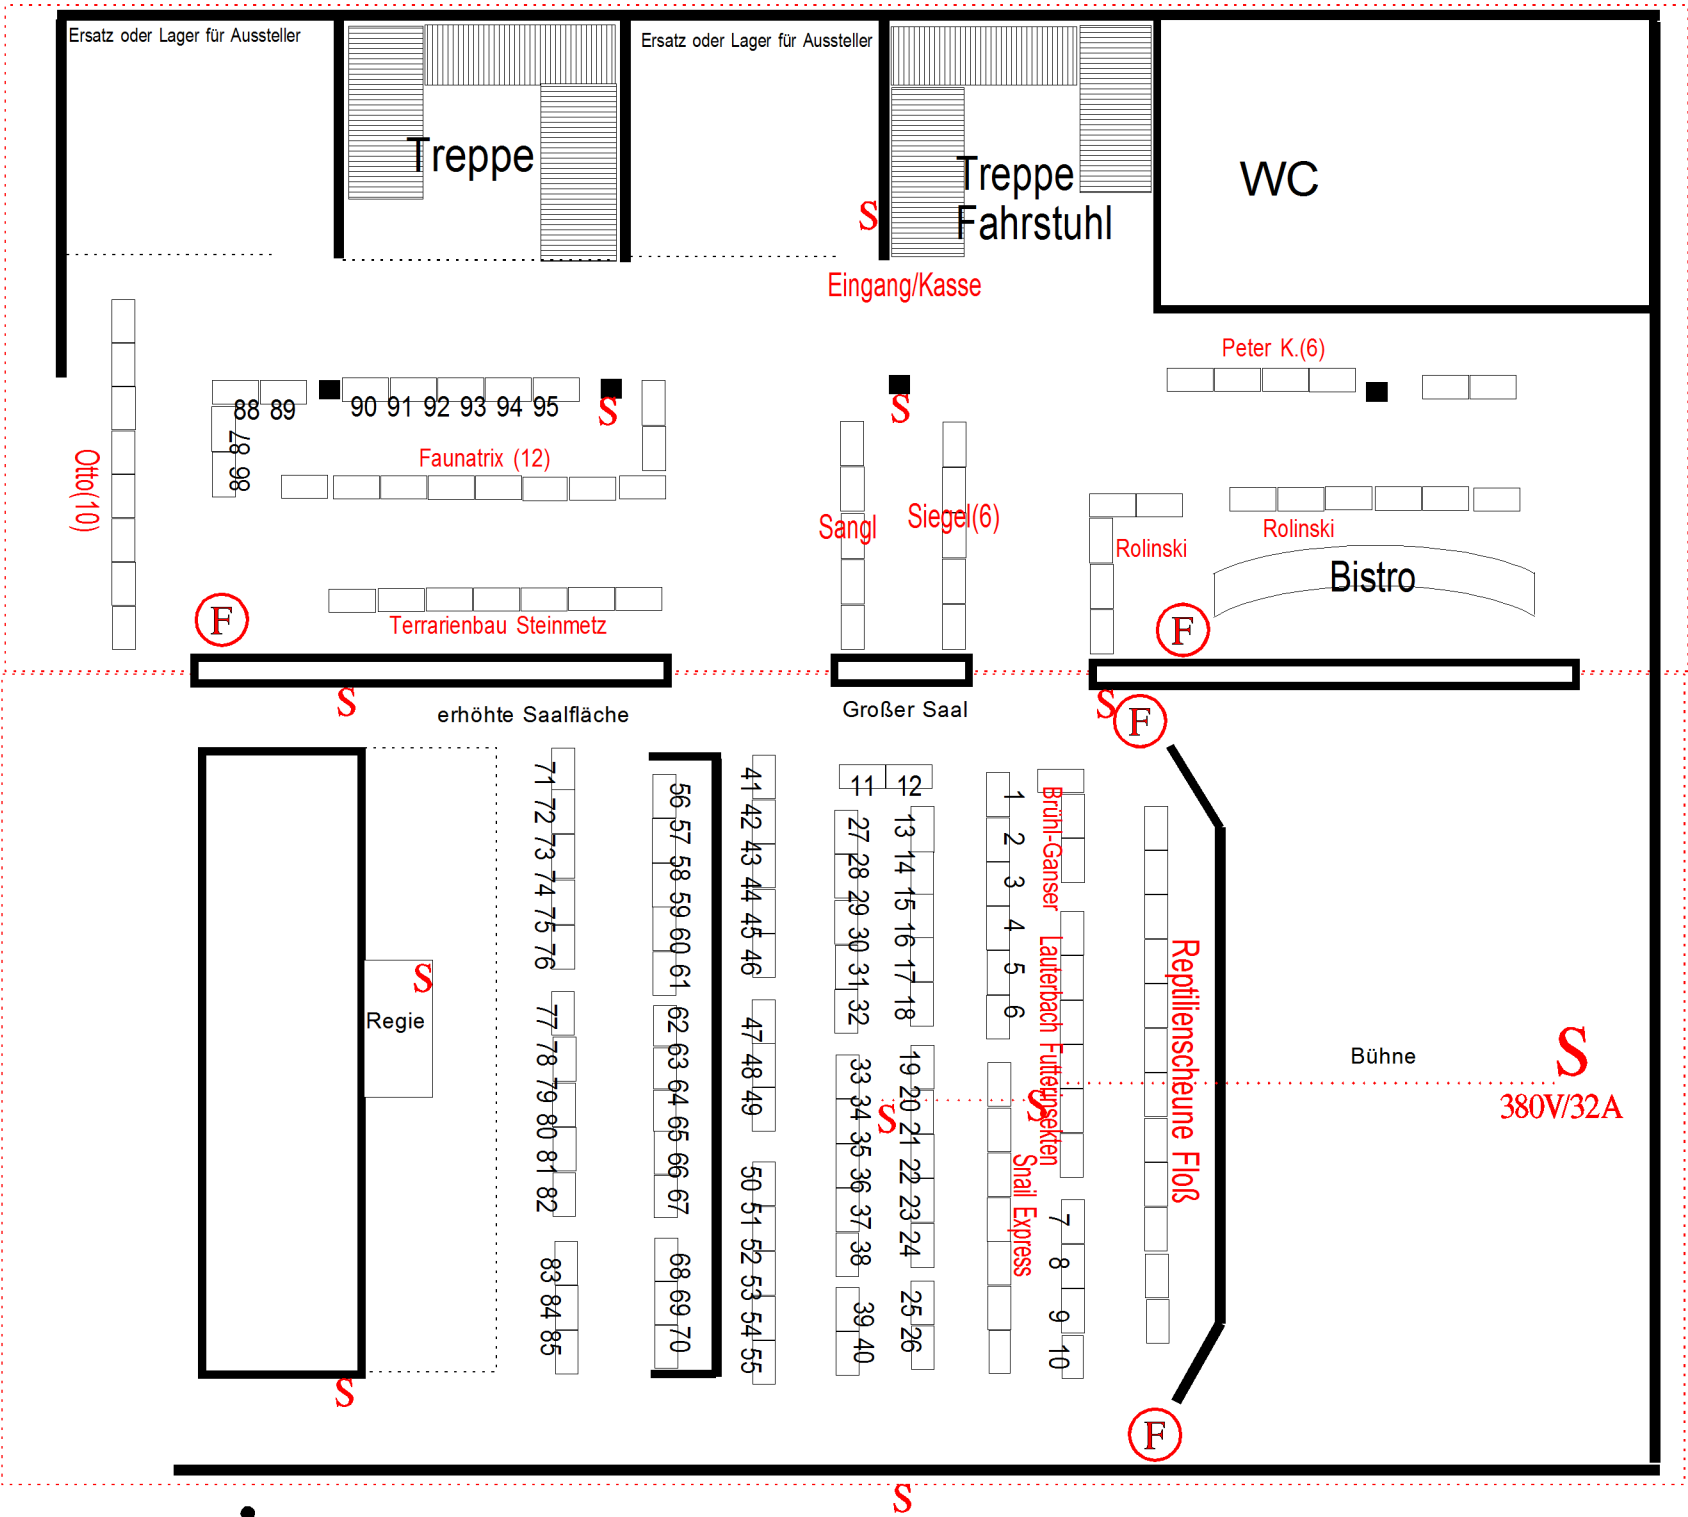 Ersatz oder Lager für Aussteller
Ersatz oder Lager für Aussteller
Treppe
Treppe
Fahrstuhl
WC
S
Eingang/Kasse
Peter K.(6)
88 89
90 91 92 93 94 95
S
S
87
86
Otto(10)
Faunatrix (12)
Sangl
Siegel(6)
Rolinski
Rolinski
Bistro
F
Terrarienbau Steinmetz
F
S
erhöhte Saalfläche
Großer Saal
S
F
71 72 73 74 75 76
77 78 79 80 81 82
83 84 85
56 57 58 59 60 61
62 63 64 65 66 67
68 69 70
41 42 43 44 45 46
47 48 49
50 51 52 53 54 55
11 12
27 28 29 30 31 32
33 34 35 36 37 38
39 40
13 14 15 16 17 18
19 20 21 22 23 24
25 26
1 2 3 4 5 6
Brühl-Ganser
Lauterbach Futterinsekten
Snail Express
7 8 9 10
Reptilienscheune Floß
S
Regie
S
S
Bühne
S
380V/32A
S
F
S